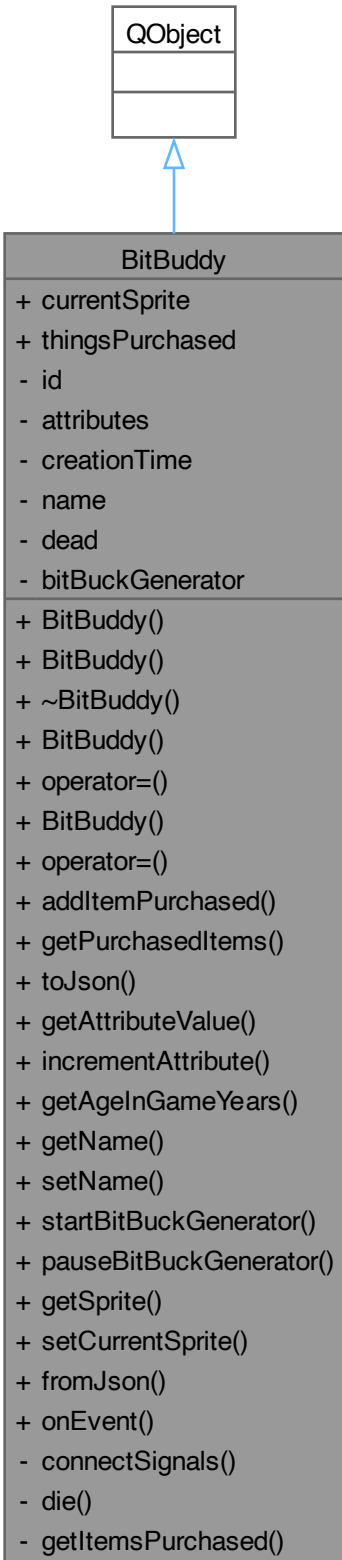 QObject
BitBuddy
+ currentSprite
+ thingsPurchased
- id
- attributes
- creationTime
- name
- dead
- bitBuckGenerator
+ BitBuddy()
+ BitBuddy()
+ ~BitBuddy()
+ BitBuddy()
+ operator=()
+ BitBuddy()
+ operator=()
+ addItemPurchased()
+ getPurchasedItems()
+ toJson()
+ getAttributeValue()
+ incrementAttribute()
+ getAgeInGameYears()
+ getName()
+ setName()
+ startBitBuckGenerator()
+ pauseBitBuckGenerator()
+ getSprite()
+ setCurrentSprite()
+ fromJson()
+ onEvent()
- connectSignals()
- die()
- getItemsPurchased()